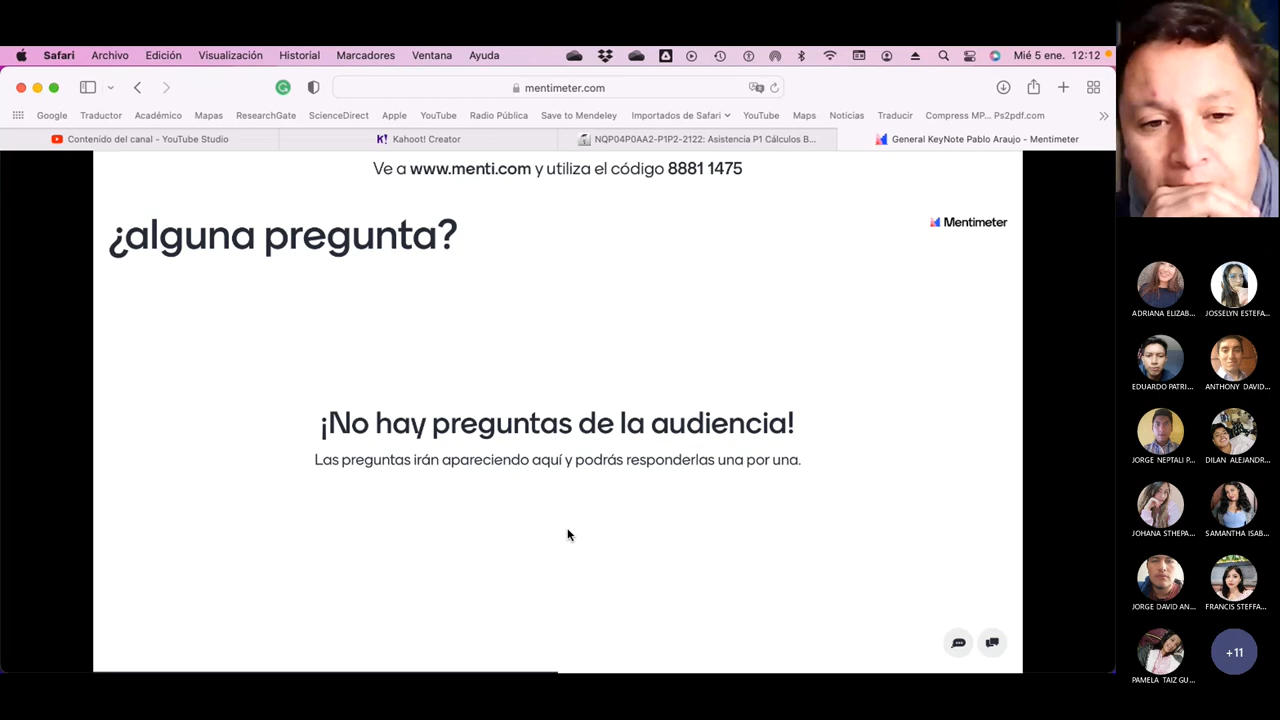 Safari Archivo Edición Visualización Historial Marcadores Ventana Ayuda Mié 5 ene. 12:12
mentimeter.com
Google Traductor Académico Mapas ResearchGate ScienceDirect Apple YouTube Radio Pública Save to Mendeley Importados de Safari YouTube Maps Noticias Traducir Compress MP... Ps2pdf.com
Contenido del canal - YouTube Studio K! Kahoot! Creator NQP04P0AA2-P1P2-2122: Asistencia P1 Cálculos B... General KeyNote Pablo Araujo - Mentimeter
Ve a www.menti.com y utiliza el código 8881 1475
Mentimeter
¿alguna pregunta?
¡No hay preguntas de la audiencia!
Las preguntas irán apareciendo aquí y podrás responderlas una por una.
ADRIANA ELIZAB... JOSSELYN ESTEFA...
EDUARDO PATRI... ANTHONY DAVID...
JORGE NEPTALI P... DILAN ALEJANDR...
JOHANA STHEPA... SAMANTHA ISAB...
JORGE DAVID AN... FRANCIS STEFFA...
PAMELA TAIZ GU... +11